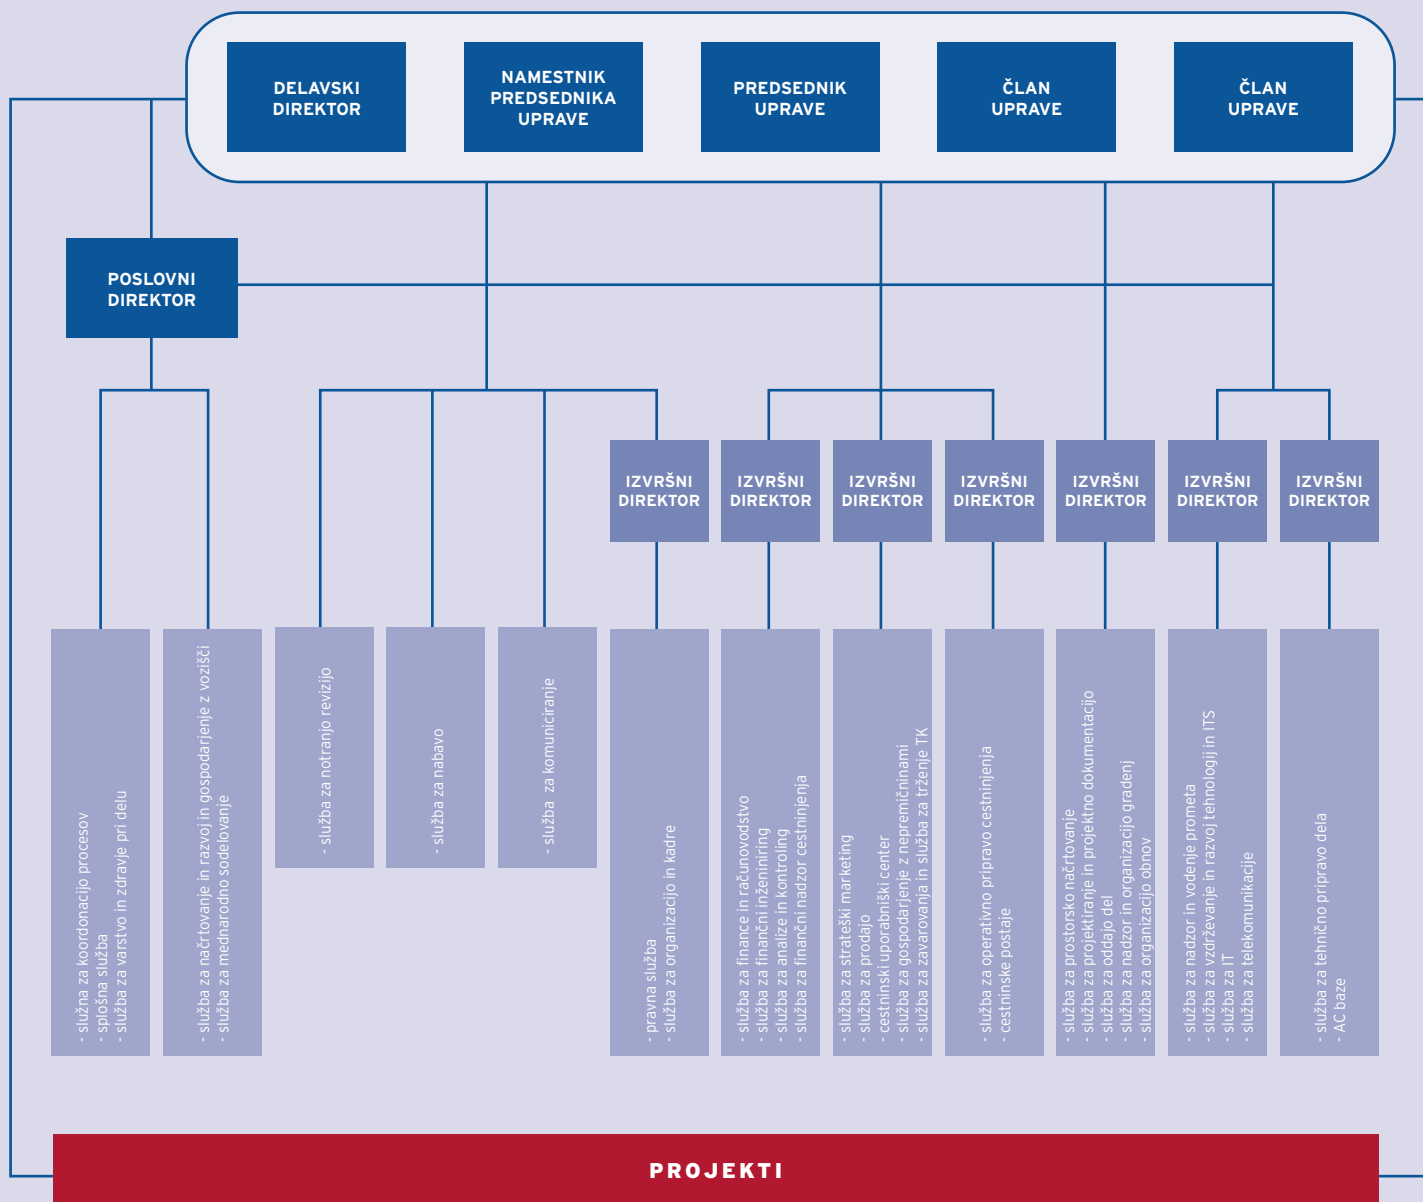 DELAVSKI
DIREKTOR
NAMESTNIK
PREDSEDNIKA
UPRAVE
PREDSEDNIK
UPRAVE
ČLAN
UPRAVE
ČLAN
UPRAVE
POSLOVNI
DIREKTOR
IZVRŠNI
DIREKTOR
IZVRŠNI
DIREKTOR
IZVRŠNI
DIREKTOR
IZVRŠNI
DIREKTOR
IZVRŠNI
DIREKTOR
IZVRŠNI
DIREKTOR
IZVRŠNI
DIREKTOR
- služna za koordonacijo procesov
- splošna služba
- služba za varstvo in zdravje pri delu
- služba za načrtovanje in razvoj in gospodarjenje z vozišči
- služba za mednarodno sodelovanje
- služba za notranjo revizijo
- služba za nabavo
- služba za komuniciranje
- pravna služba
- služba za organizacijo in kadre
- služba za finance in računovodstvo
- služba za finančni inženiniring
- služba za analize in kontroling
- služba za finančni nadzor cestninjenja
- služba za strateški marketing
- služba za prodajo
- cestninski uporabniški center
- služba za gospodarjenje z nepremičninami
- služba za zavarovanja in služba za trženje TK
- služba za operativno pripravo cestninjenja
- cestninske postaje
- služba za prostorsko načrtovanje
- služba za projektiranje in projektno dokumentacijo
- služba za oddajo del
- služba za nadzor in organizacijo gradenj
- služba za organizacijo obnov
- služba za nadzor in vodenje prometa
- služba za vzdrževanje in razvoj tehnologij in ITS
- služba za IT
- služba za telekomunikacije
- služba za tehnično pripravo dela
- AC baze
PROJEKTI